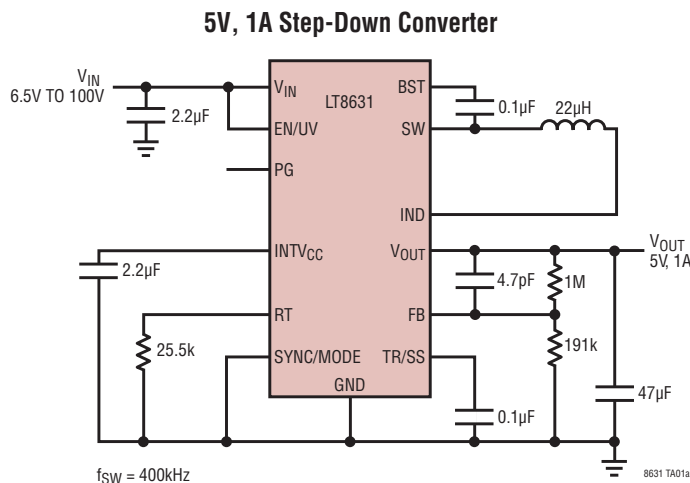 5V, 1A Step-Down Converter
VIN
6.5V TO 100V
2.2µF
VIN
EN/UV
PG
INTVCC
RT
SYNC/MODE
GND
LT8631
BST
SW
IND
VOUT
FB
TR/SS
0.1µF
22µH
VOUT
5V, 1A
4.7pF
1M
191k
47µF
0.1µF
2.2µF
25.5k
fSW = 400kHz
8631 TA01a